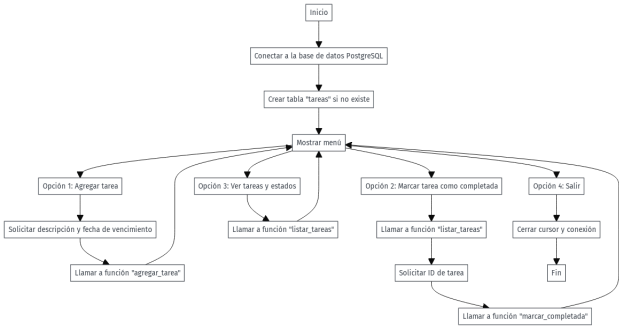 Inicio
Conectar a la base de datos PostgreSQL
Crear tabla "tareas" si no existe
Mostrar menú
Opción 1: Agregar tarea
Opción 3: Ver tareas y estados
Opción 2: Marcar tarea como completada
Opción 4: Salir
Solicitar descripción y fecha de vencimiento
Llamar a función "listar_tareas"
Llamar a función "listar_tareas"
Cerrar cursor y conexión
Llamar a función "agregar_tarea"
Solicitar ID de tarea
Fin
Llamar a función "marcar_completada"